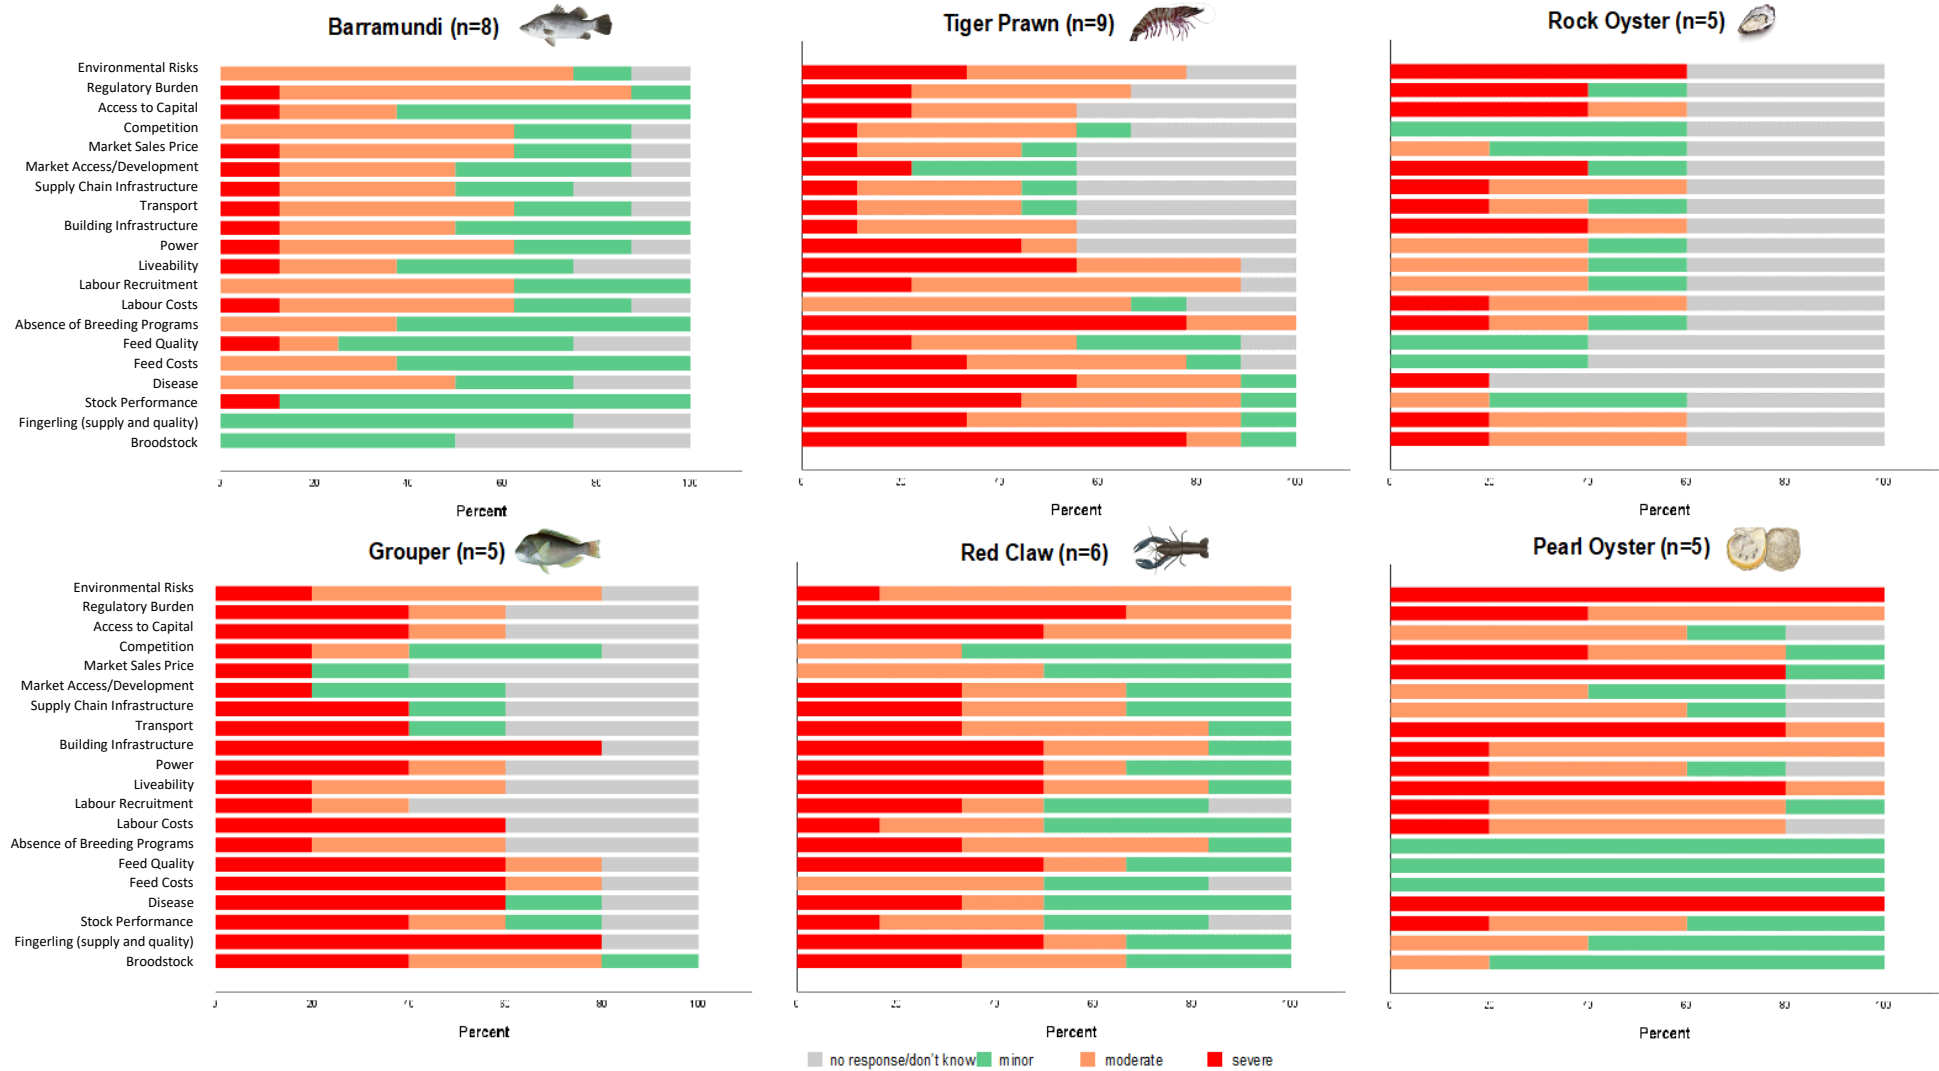 Barramundi (n=8)
Tiger Prawn (n=9)
Rock Oyster (n=5)
Environmental Risks
Regulatory Burden
Access to Capital
Competition
Market Sales Price
Market Access/Development
Supply Chain Infrastructure
Transport
Building Infrastructure
Power
Liveability
Labour Recruitment
Labour Costs
Absence of Breeding Programs
Feed Quality
Feed Costs
Disease
Stock Performance
Fingerling (supply and quality)
Broodstock
20 40 60 80 100
80
60 80
Percent
Percent
Percent
Grouper (n=5)
Red Claw (n=6)
Pearl Oyster (n=5)
Environmental Risks
Regulatory Burden
Access to Capital
Competition
Market Sales Price
Market Access/Development
Supply Chain Infrastructure
Transport
Building Infrastructure
Power
Liveability
Labour Recruitment
Labour Costs
Absence of Breeding Programs
Feed Quality
Feed Costs
Disease
Stock Performance
Fingerling (supply and quality)
Broodstock
20 60 80 100
60
80
Percent
Percent
Percent
no response/don't know minor moderate severe